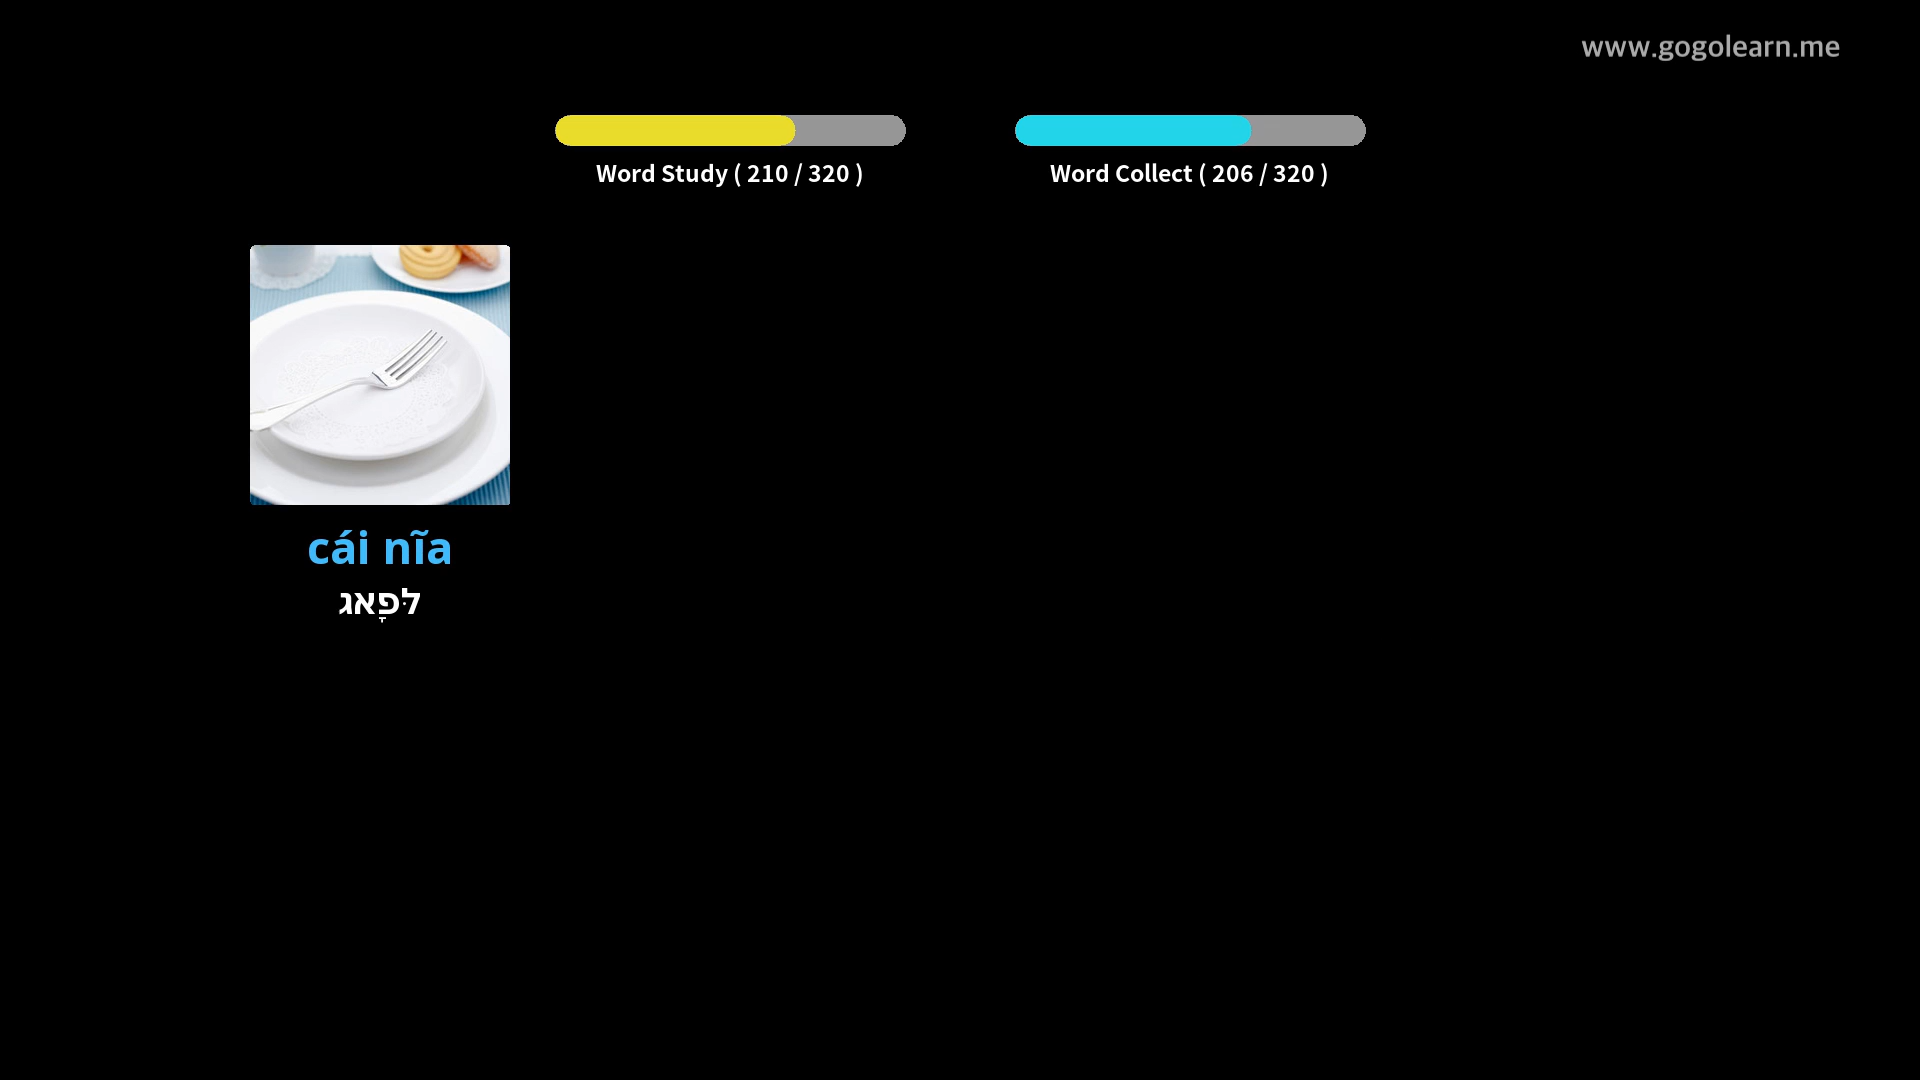 www.gogolearn.me
Word Study ( 210 / 320 )
Word Collect ( 206 / 320 )
cái nĩa
לּפָאג